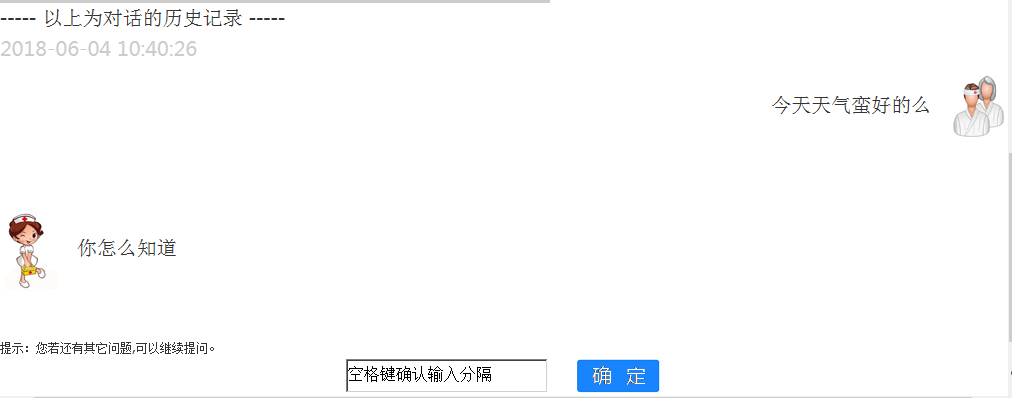 ----- 以上为对话的历史记录 -----
2018-06-04 10:40:26
今天天气蛮好的么
你怎么知道
提示：您若还有其它问题,可以继续提问。
空格键确认输入分隔
确 定